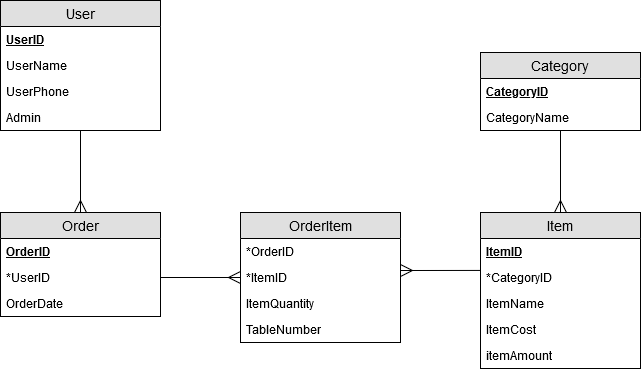 User
UserID
UserName
UserPhone
Admin
Category
CategoryID
CategoryName
Order
OrderID
*UserID
OrderDate
OrderItem
*OrderID
*ItemID
ItemQuantity
TableNumber
Item
ItemID
*CategoryID
ItemName
ItemCost
itemAmount